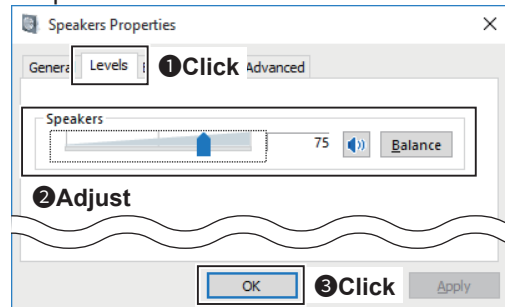 Speakers Properties
Genera Levels ❶Click Advanced
Speakers
75 Balance
❷Adjust
OK ❸Click Apply